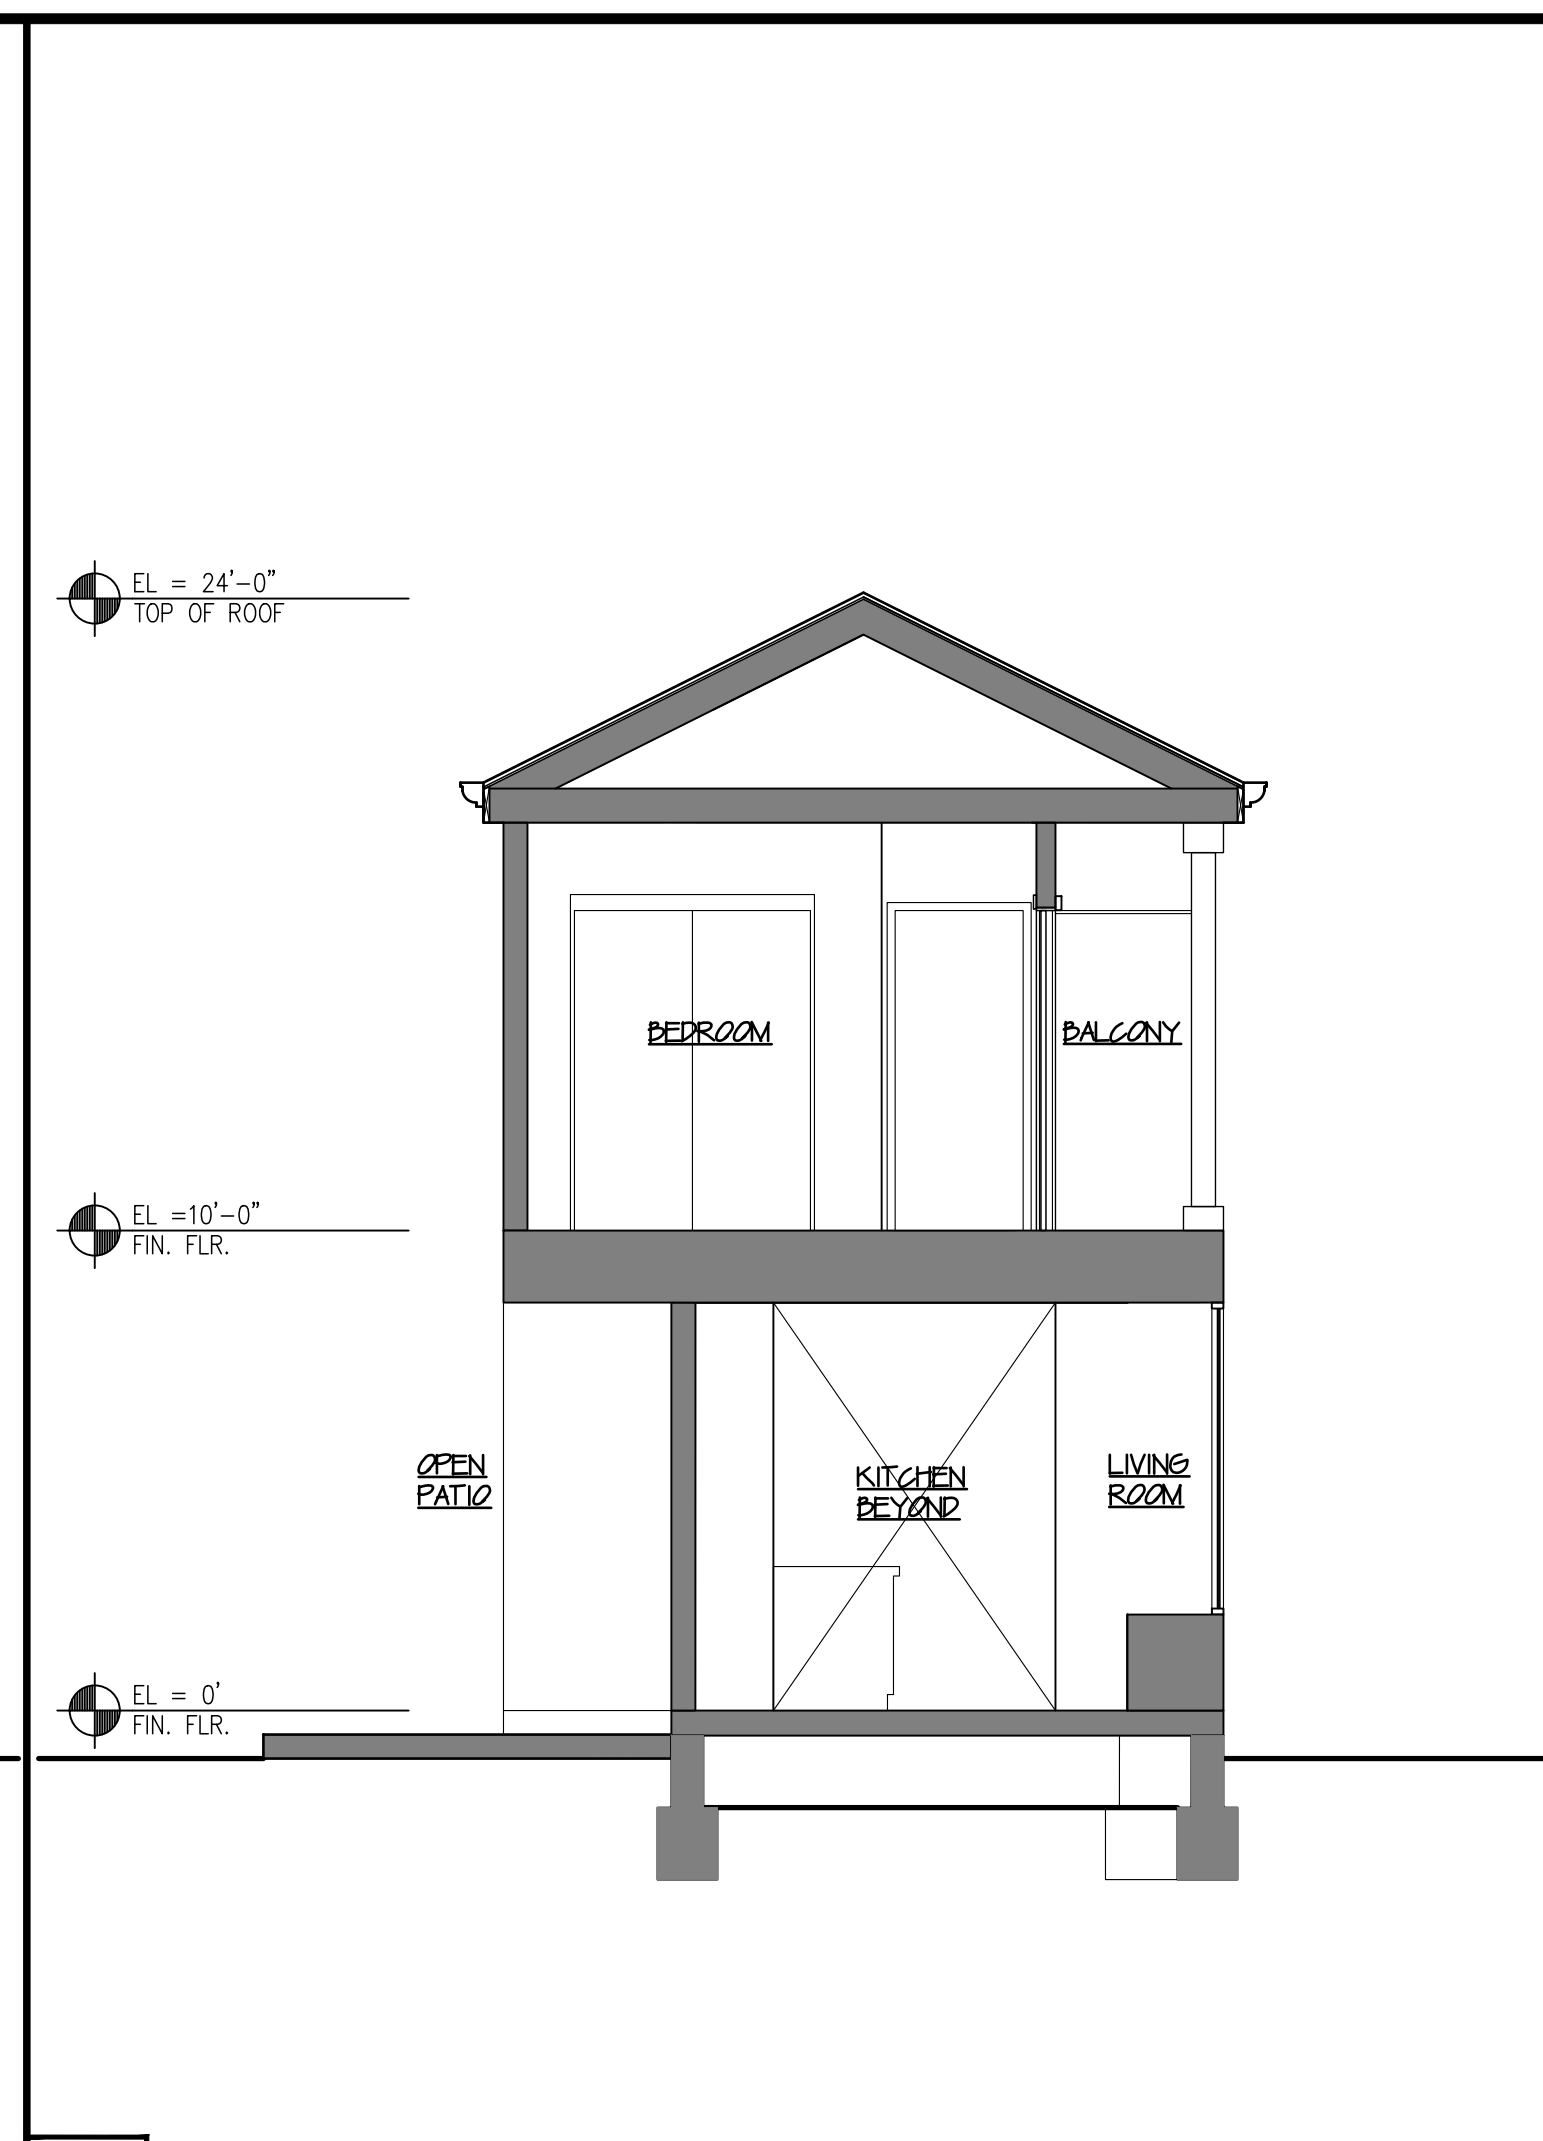 EL = 24'-0"
TOP OF ROOF
BEDROOM
BALCONY
EL =10'-0"
FIN. FLR.
OPEN
PATIO
KITCHEN
BEYOND
LIVING
ROOM
EL = 0'
FIN. FLR.